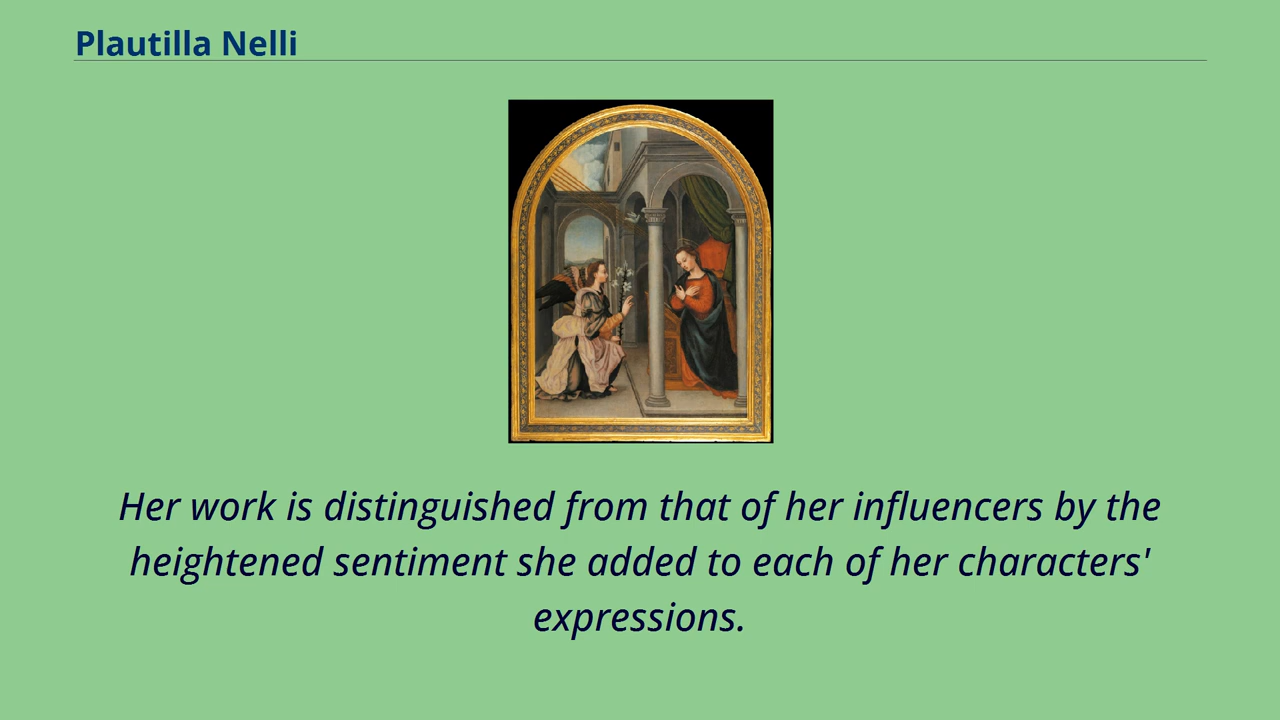 Plautilla Nelli
Her work is distinguished from that of her influencers by the
heightened sentiment she added to each of her characters'
expressions.